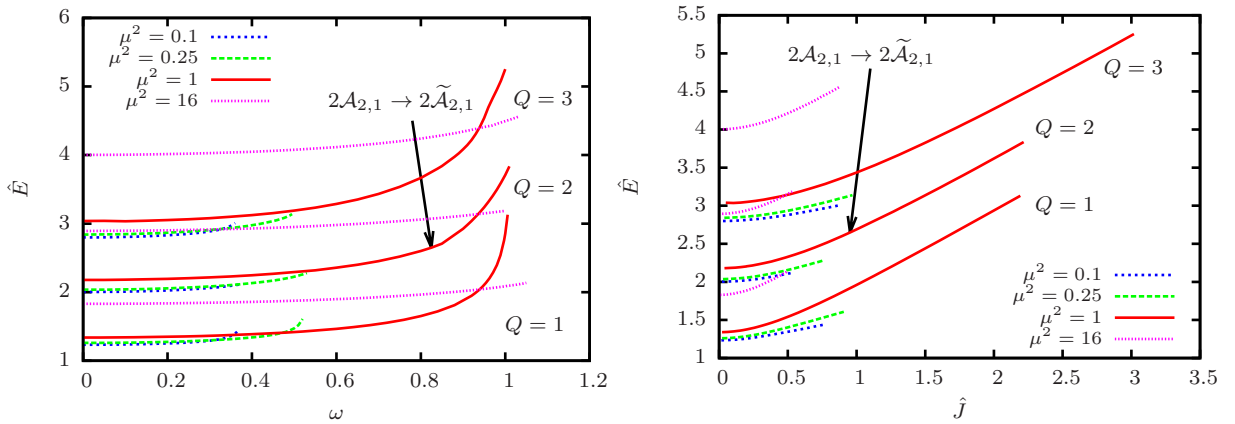 6
5
4
3
2
1
0
0.2
0.4
0.6
0.8
1
1.2
Ê
ω
μ² = 0.1
μ² = 0.25
μ² = 1
μ² = 16
2𝒜₂,₁ → 2𝒜̃₂,₁
Q = 3
Q = 2
Q = 1
5.5
5
4.5
4
3.5
3
2.5
2
1.5
1
0
0.5
1
1.5
2
2.5
3
3.5
Ê
Ĵ
2𝒜₂,₁ → 2𝒜̃₂,₁
Q = 3
Q = 2
Q = 1
μ² = 0.1
μ² = 0.25
μ² = 1
μ² = 16